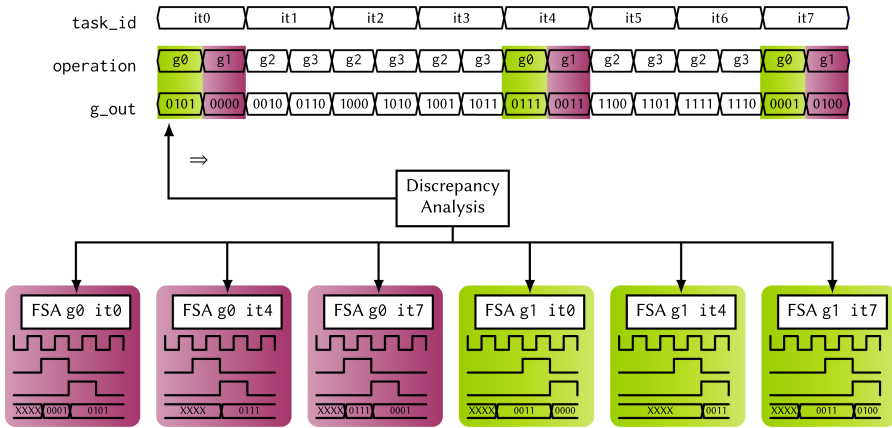 task_id it0 it1 it2 it3 it4 it5 it6 it7
operation g0 g1 g2 g3 g2 g3 g2 g3 g0 g1 g2 g3 g2 g3 g0 g1
g_out 0101 0000 0010 0110 1000 1010 1001 1011 0111 0011 1100 1101 1111 1110 0001 0100
⇒
Discrepancy
Analysis
FSA g0 it0 FSA g0 it4 FSA g0 it7 FSA g1 it0 FSA g1 it4 FSA g1 it7
XXXX 0001 0101 XXXX 0111 XXXX 0111 0001 XXXX 0011 0000 XXXX 0011 XXXX 0011 0100